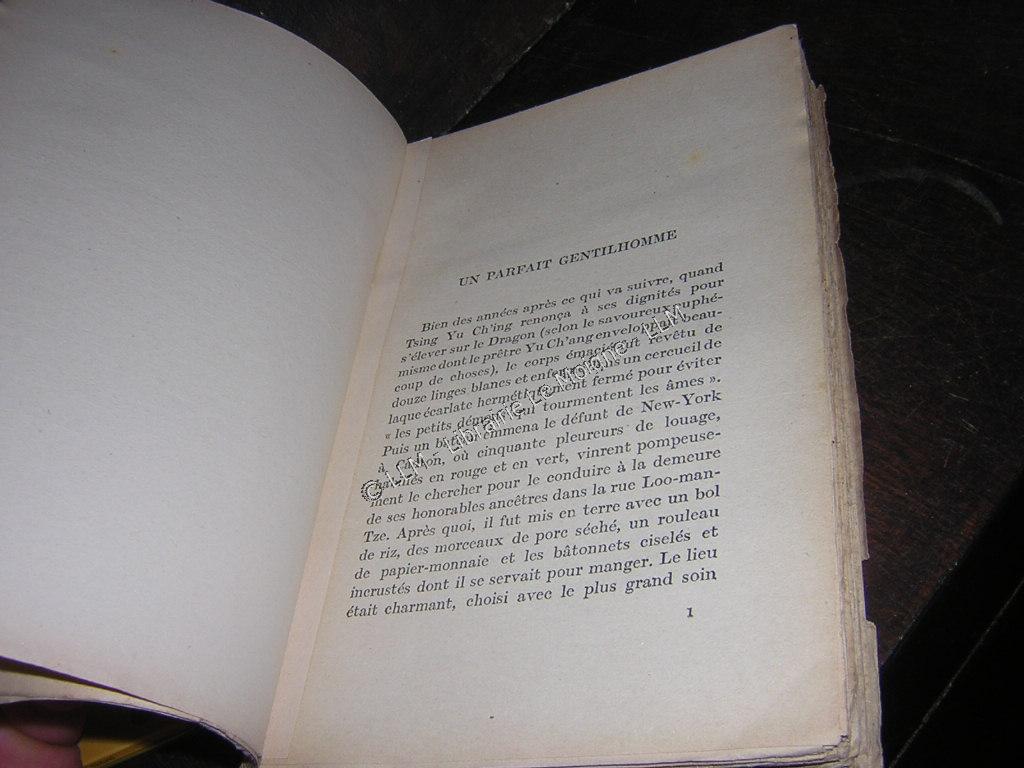 UN PARFAIT GENTILHOMME
Bien des années après ce qui va suivre, quand
Tsing Yu Ch'ing renonça à ses dignités pour
s'élever sur le Dragon (selon le savoureux euphé-
misme dont le prêtre Yu Ch'ang enveloppait beau-
coup de choses), le corps émacié fut revêtu de
douze linges blancs et enfermé dans un cercueil de
laque écarlate hermétiquement fermé pour éviter
« les petits démons qui tourmentent les âmes ».
Puis un bateau emmena le défunt de New-York
à Canton, où cinquante pleureurs de louage,
habillés en rouge et en vert, vinrent pompeuse-
ment le chercher pour le conduire à la demeure
de ses honorables ancêtres dans la rue Loo-man-
Tze. Après quoi, il fut mis en terre avec un bol
de riz, des morceaux de porc séché, un rouleau
de papier-monnaie et les bâtonnets ciselés et
incrustés dont il se servait pour manger. Le lieu
était charmant, choisi avec le plus grand soin
1
© LLM - Librairie Le Moigne - LLM